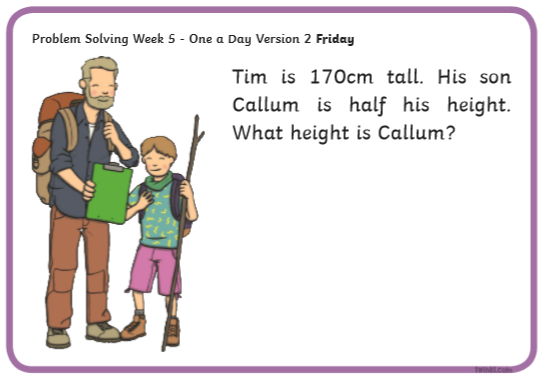 Problem Solving Week 5 - One a Day Version 2 Friday
Tim is 170cm tall. His son
Callum is half his height.
What height is Callum?
twinkl.com